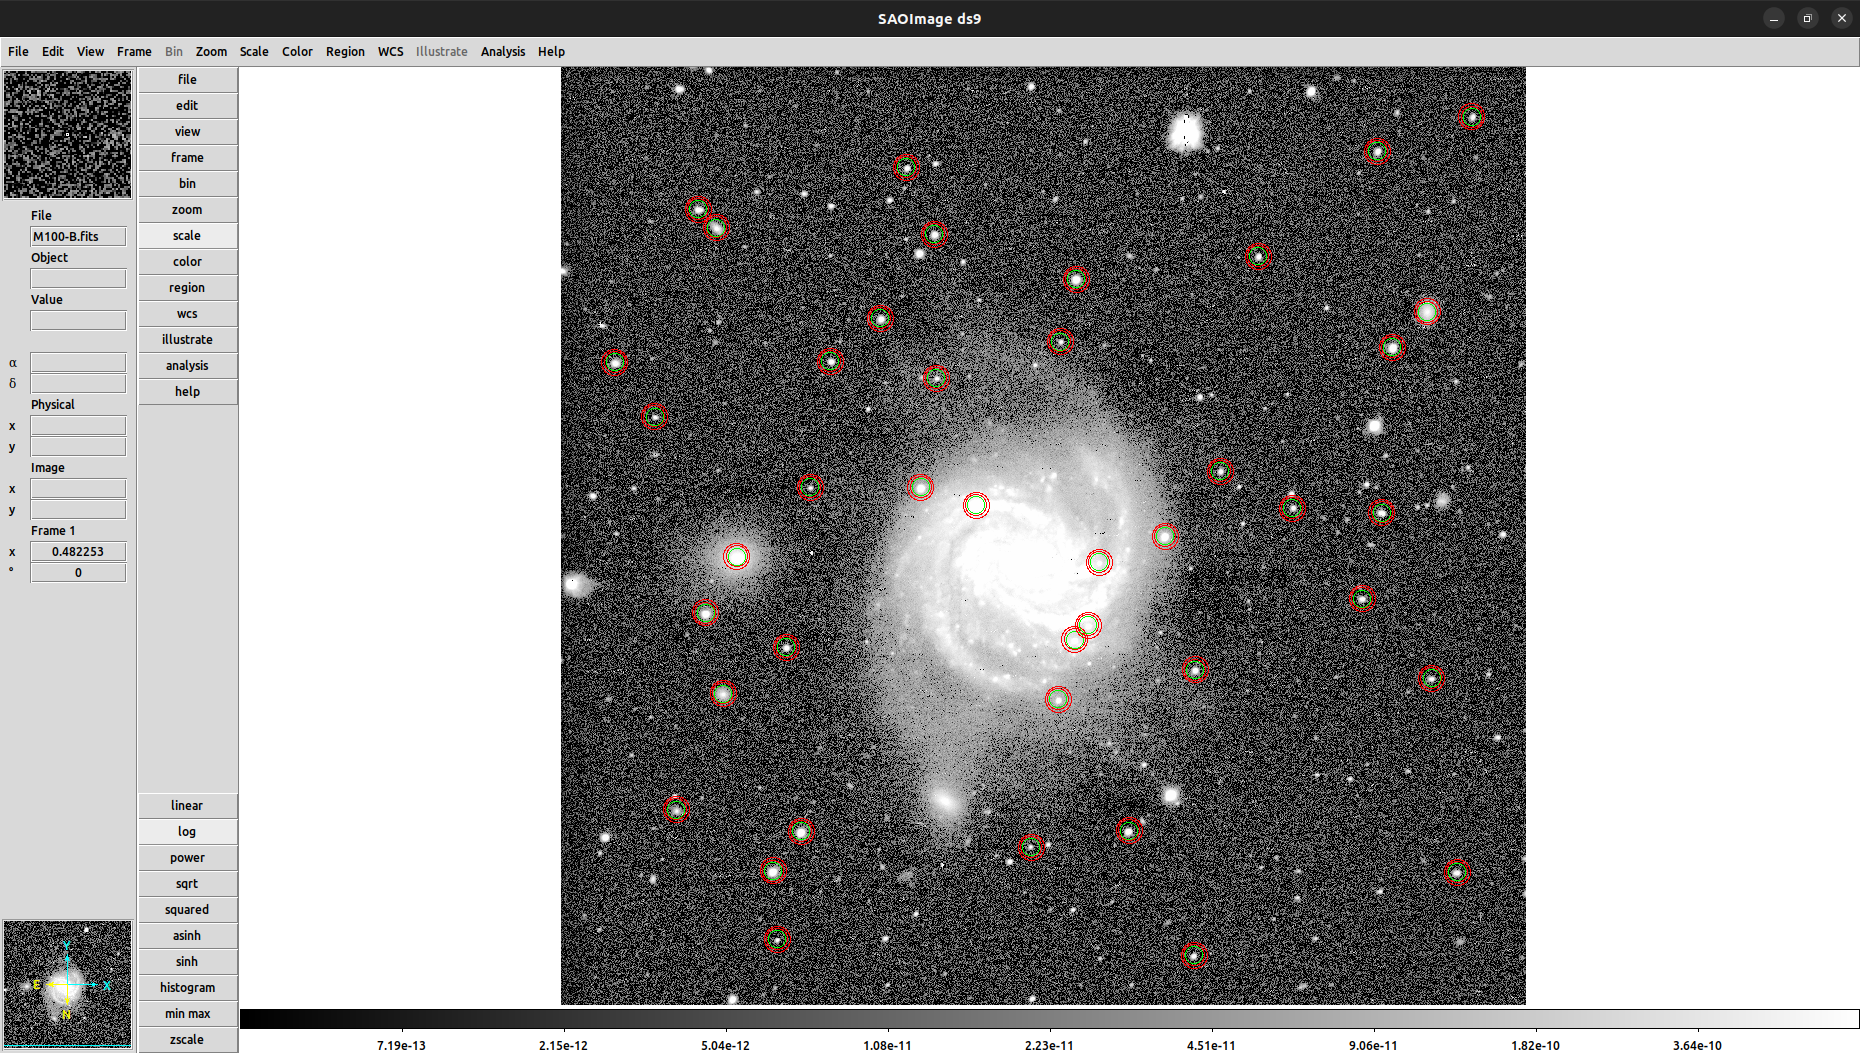 SAOImage ds9
File Edit View Frame Bin Zoom Scale Color Region WCS Illustrate Analysis Help
File
M100-B.fits
Object
Value
α
δ
Physical
x
y
Image
x
y
Frame 1
x 0.482253
° 0
file
edit
view
frame
bin
zoom
scale
color
region
wcs
illustrate
analysis
help
linear
log
power
sqrt
squared
asinh
sinh
histogram
min max
zscale
Y
E X
N
7.19e-13 2.15e-12 5.04e-12 1.08e-11 2.23e-11 4.51e-11 9.06e-11 1.82e-10 3.64e-10